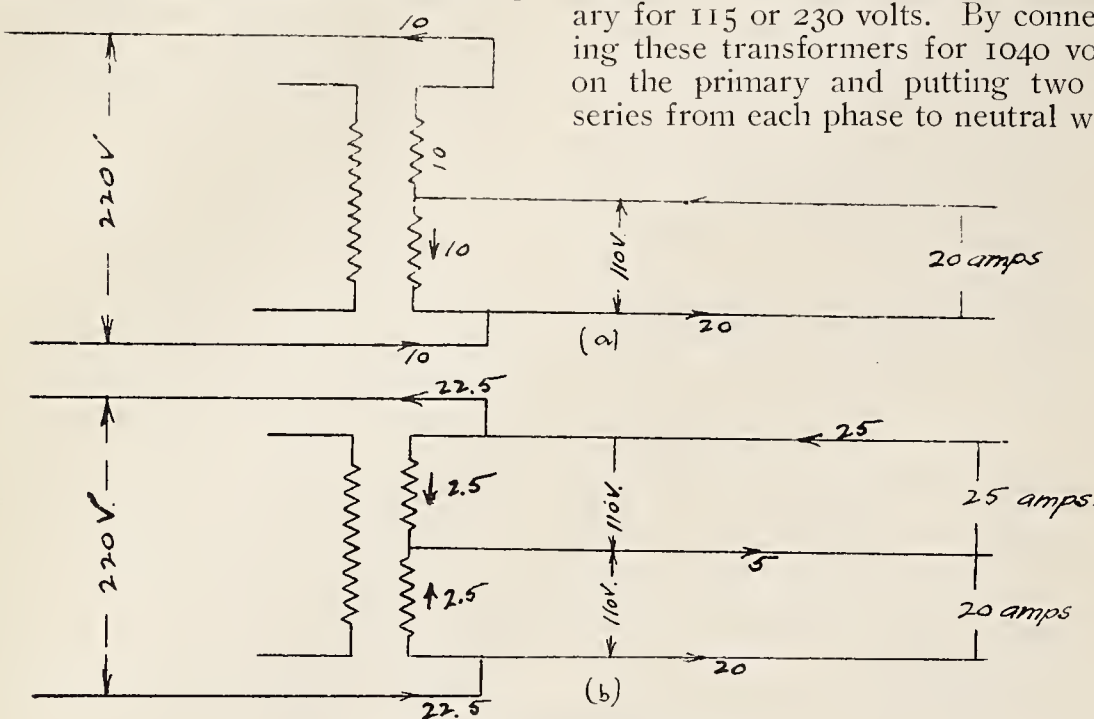 ary for 115 or 230 volts. By conne
ing these transformers for 1040 vo
on the primary and putting two
series from each phase to neutral w
10
220V
10
10
110V.
20 amps
20
(a)
10
22.5
25
220V.
2.5
110V.
25 amps.
5
2.5
110V.
20 amps
20
(b)
22.5